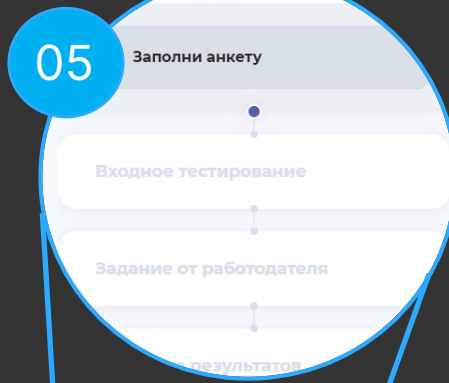 05
Заполни анкету
Входное тестирование
Задание от работодателя
результатов